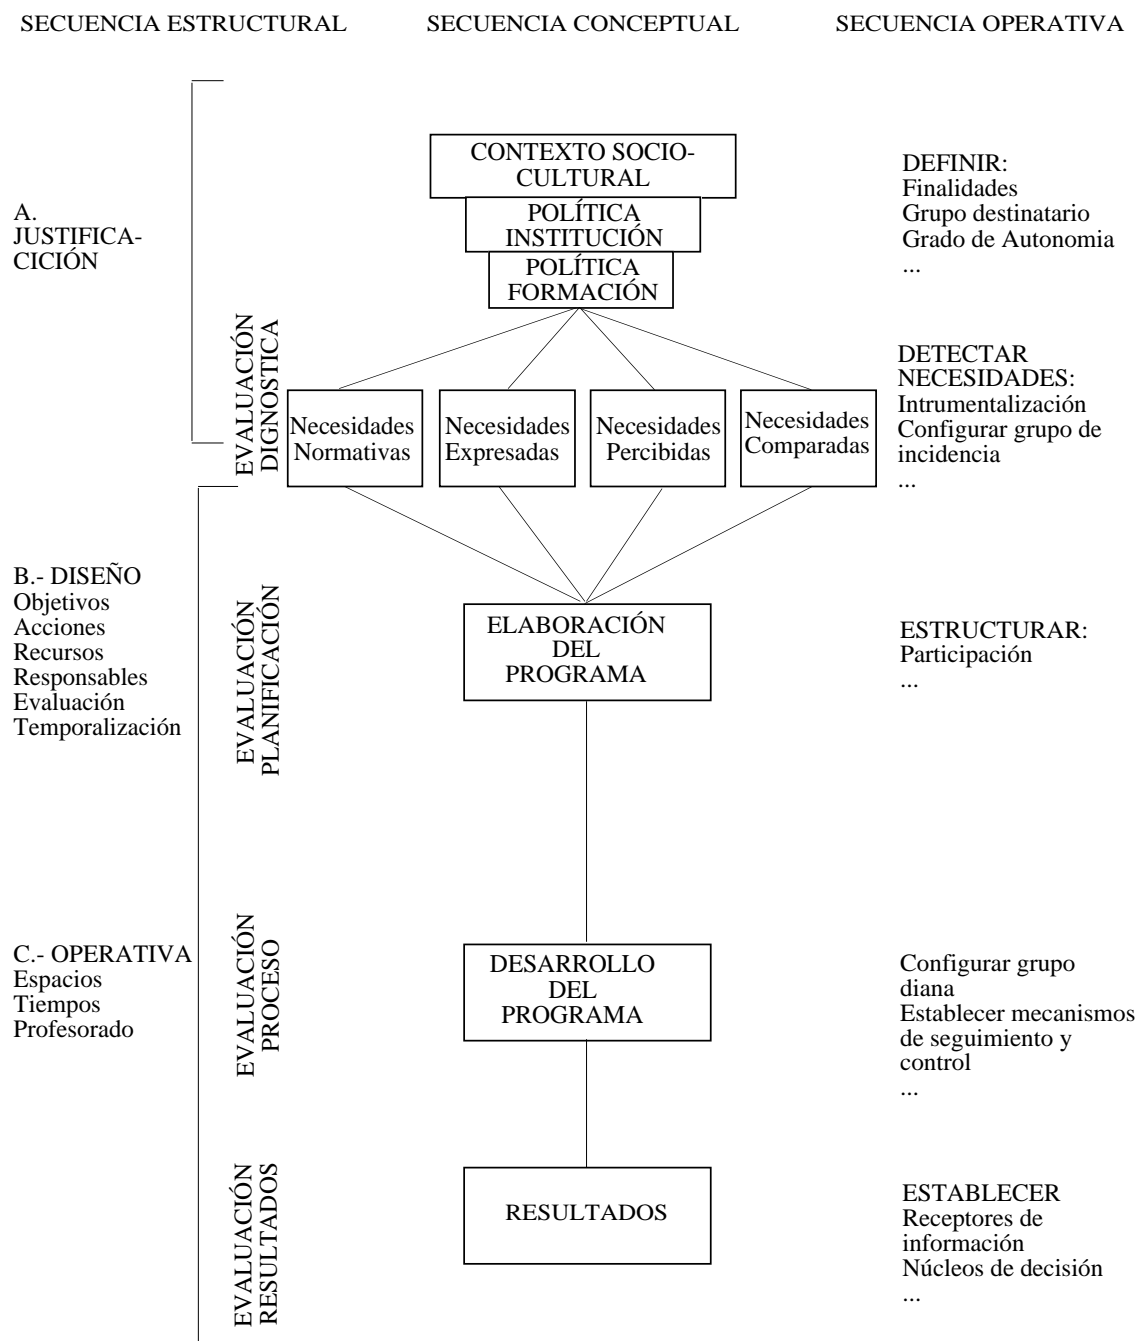 SECUENCIA ESTRUCTURAL
SECUENCIA CONCEPTUAL
SECUENCIA OPERATIVA
A.
JUSTIFICA-
CICIÓN
CONTEXTO SOCIO-
CULTURAL
POLÍTICA
INSTITUCIÓN
POLÍTICA
FORMACIÓN
DEFINIR:
Finalidades
Grupo destinatario
Grado de Autonomia
...
EVALUACIÓN
DIGNOSTICA
Necesidades
Normativas
Necesidades
Expresadas
Necesidades
Percibidas
Necesidades
Comparadas
DETECTAR
NECESIDADES:
Intrumentalización
Configurar grupo de
incidencia
...
B.- DISEÑO
Objetivos
Acciones
Recursos
Responsables
Evaluación
Temporalización
EVALUACIÓN
PLANIFICACIÓN
ELABORACIÓN
DEL
PROGRAMA
ESTRUCTURAR:
Participación
...
C.- OPERATIVA
Espacios
Tiempos
Profesorado
EVALUACIÓN
PROCESO
DESARROLLO
DEL
PROGRAMA
Configurar grupo
diana
Establecer mecanismos
de seguimiento y
control
...
EVALUACIÓN
RESULTADOS
RESULTADOS
ESTABLECER
Receptores de
información
Núcleos de decisión
...